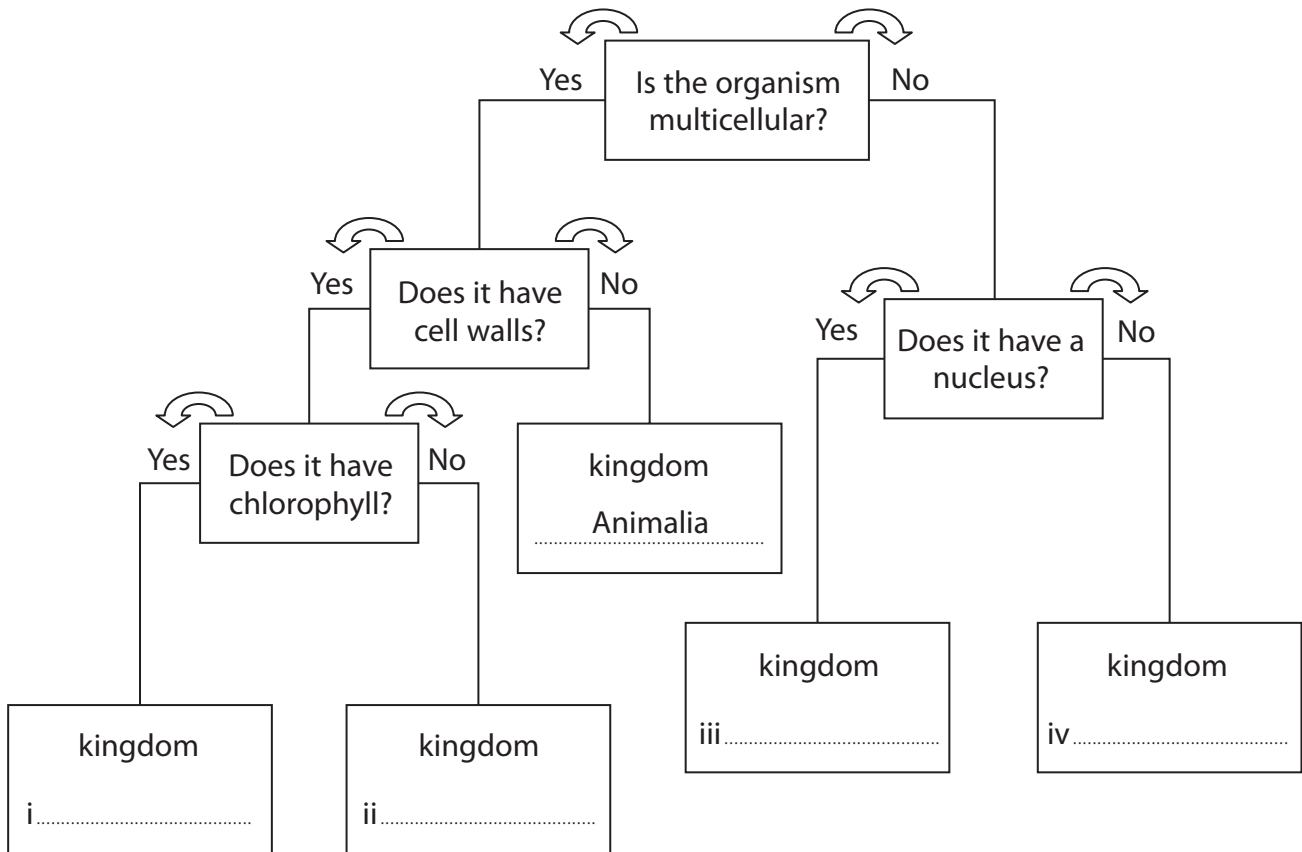 Yes
Is the organism
multicellular?
No
Yes
Does it have
cell walls?
No
Yes
Does it have a
nucleus?
No
Yes
Does it have
chlorophyll?
No
kingdom
Animalia
kingdom
iii
kingdom
iv
kingdom
i
kingdom
ii